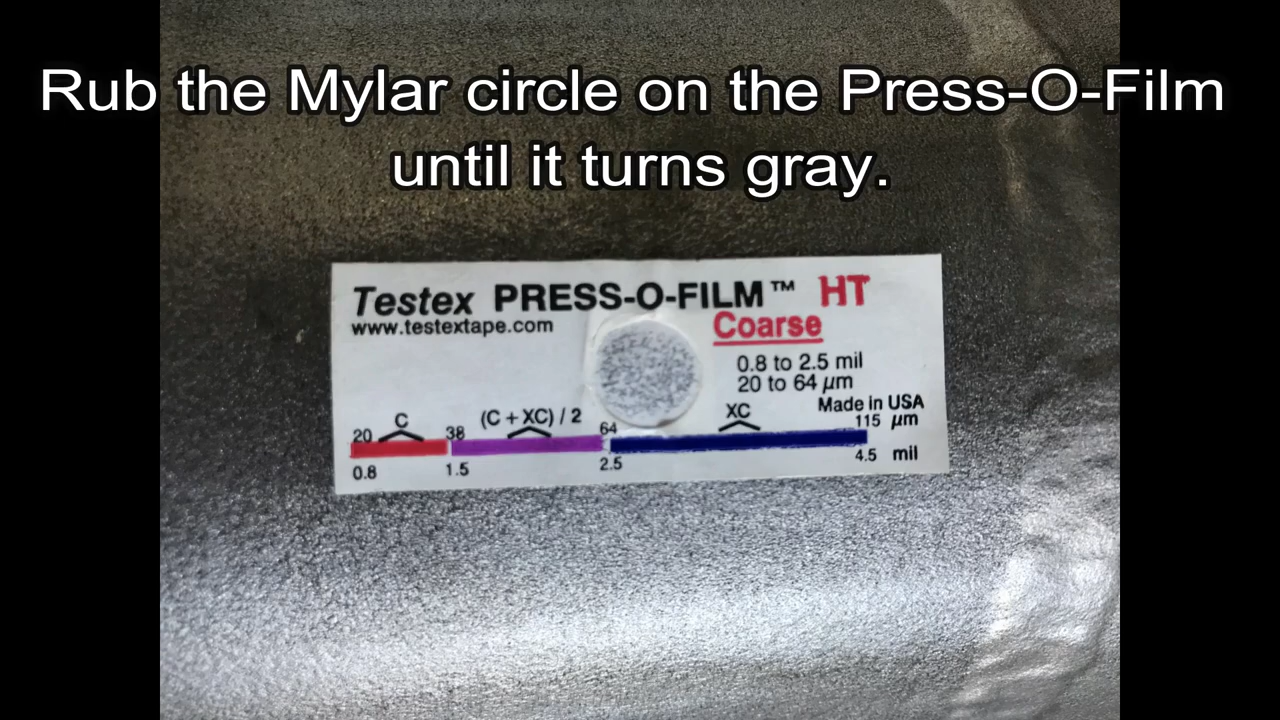 Rub the Mylar circle on the Press-O-Film
until it turns gray.
Testex PRESS-O-FILM™ HT
www.testextape.com
Coarse
0.8 to 2.5 mil
20 to 64 µm
Made in USA
C
(C + XC) / 2
XC
20 38 64 115 µm
0.8 1.5 2.5 4.5 mil